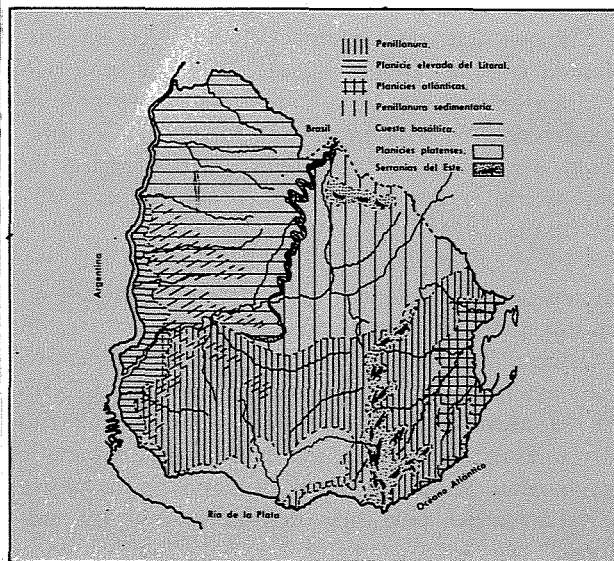 Penillanura.
Planicie elevada del Litoral.
Planicies atlánticas.
Penillanura sedimentaria.
Brasil
Cuesta basáltica.
Planicies platenses.
Serranías del Este.
Argentina
Río de la Plata
Océano Atlántico